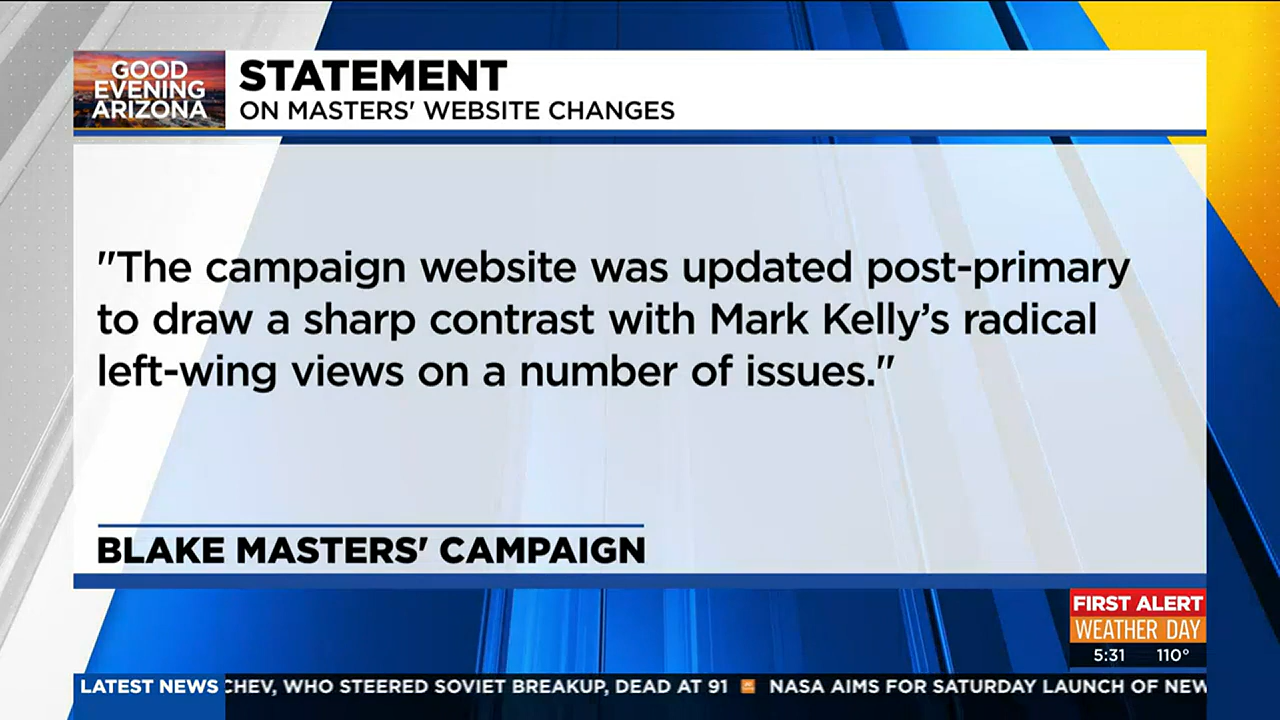 GOOD
EVENING
ARIZONA
STATEMENT
ON MASTERS' WEBSITE CHANGES
"The campaign website was updated post-primary
to draw a sharp contrast with Mark Kelly’s radical
left-wing views on a number of issues."
BLAKE MASTERS' CAMPAIGN
FIRST ALERT
WEATHER DAY
5:31 110°
LATEST NEWS CHEV, WHO STEERED SOVIET BREAKUP, DEAD AT 91 NASA AIMS FOR SATURDAY LAUNCH OF NEW